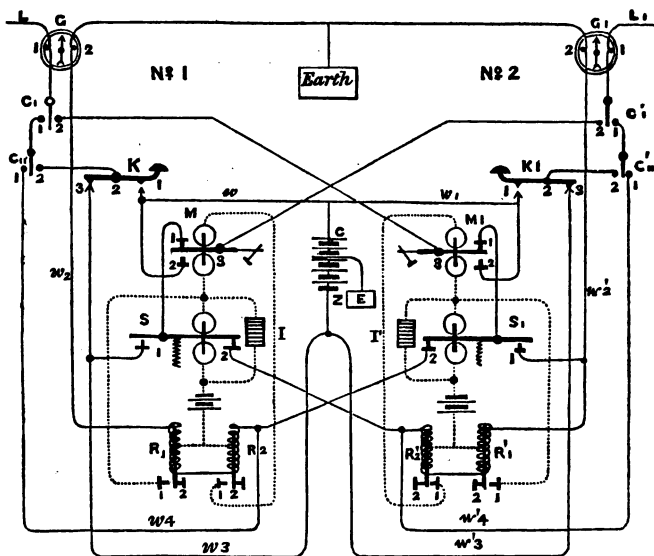 L G G1 L1
1 2 2 1
Earth
No 1 No 2
C1 C'1
1 2 2 1
C11 K K1 C'11
1 2 3 2 1 1 2 3 2 1
w w1
M C M1
1 3 3 1
2 2
w2 Z E w'2
S I I' S1
1 2 2 1
R1 R2 R'2 R'1
1 2 1 2 2 1 2 1
W4 w'4
W3 w'3